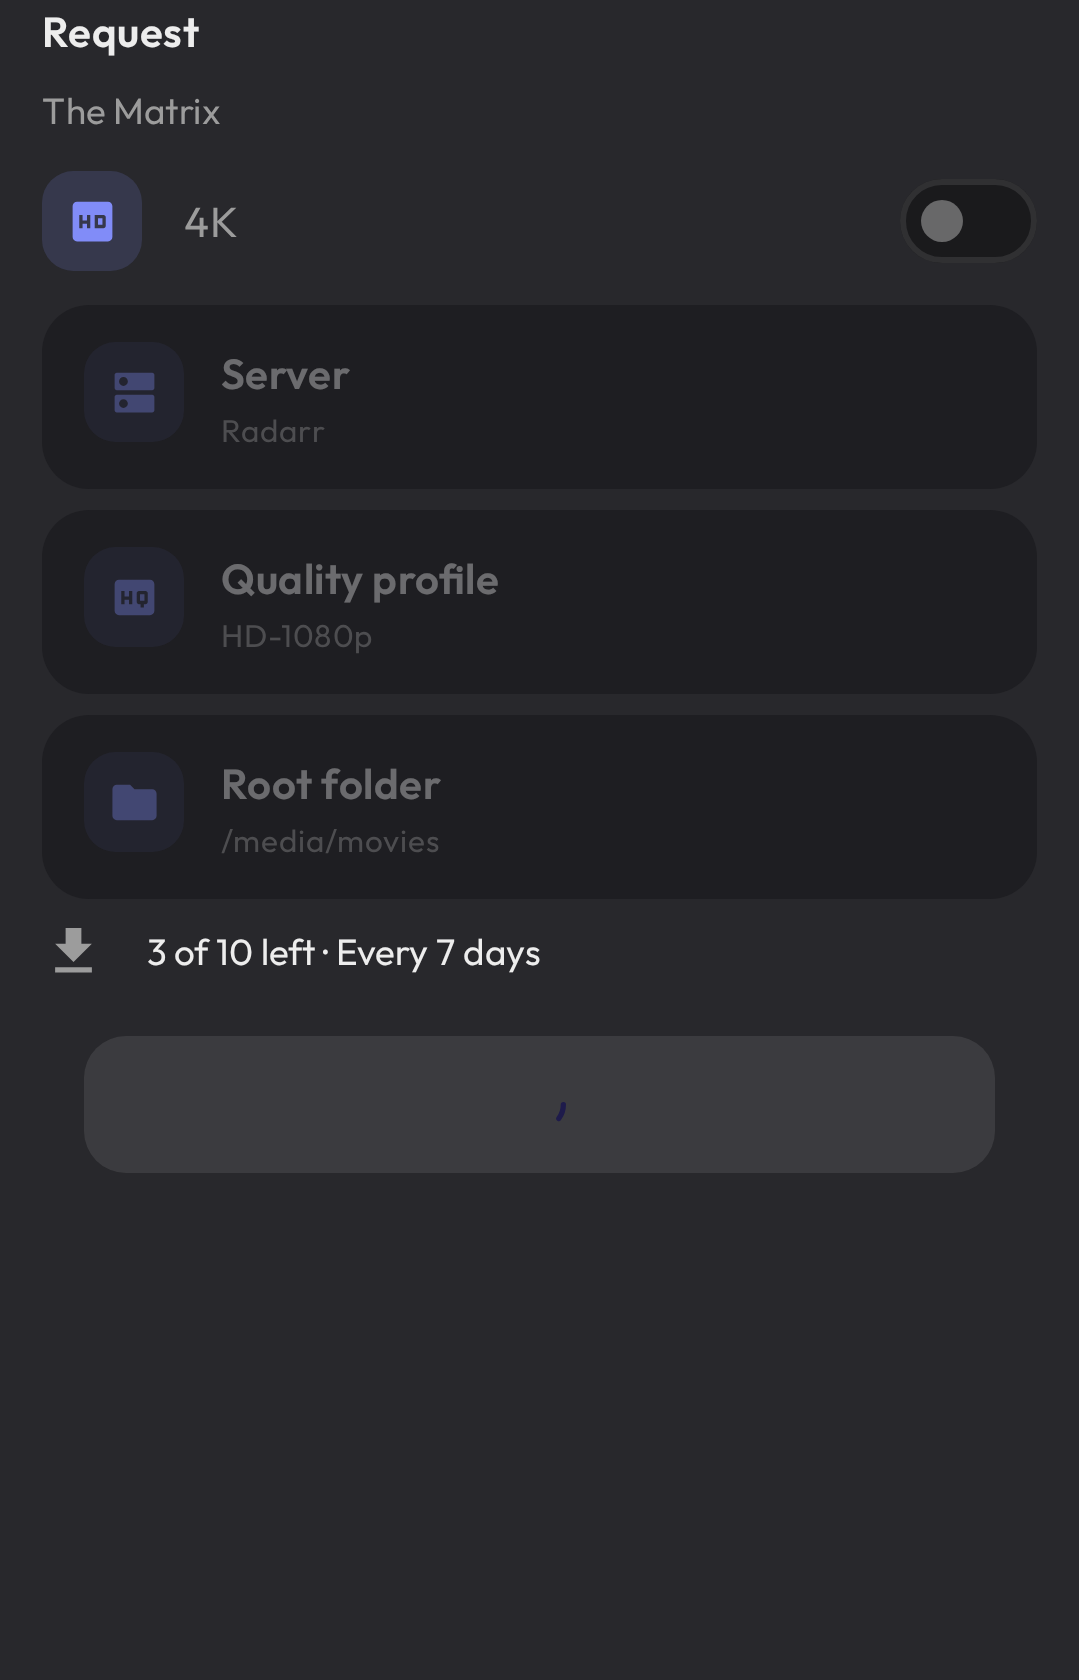 Request
The Matrix
HD
4K
Server
Radarr
HQ
Quality profile
HD-1080p
Root folder
/media/movies
3 of 10 left · Every 7 days